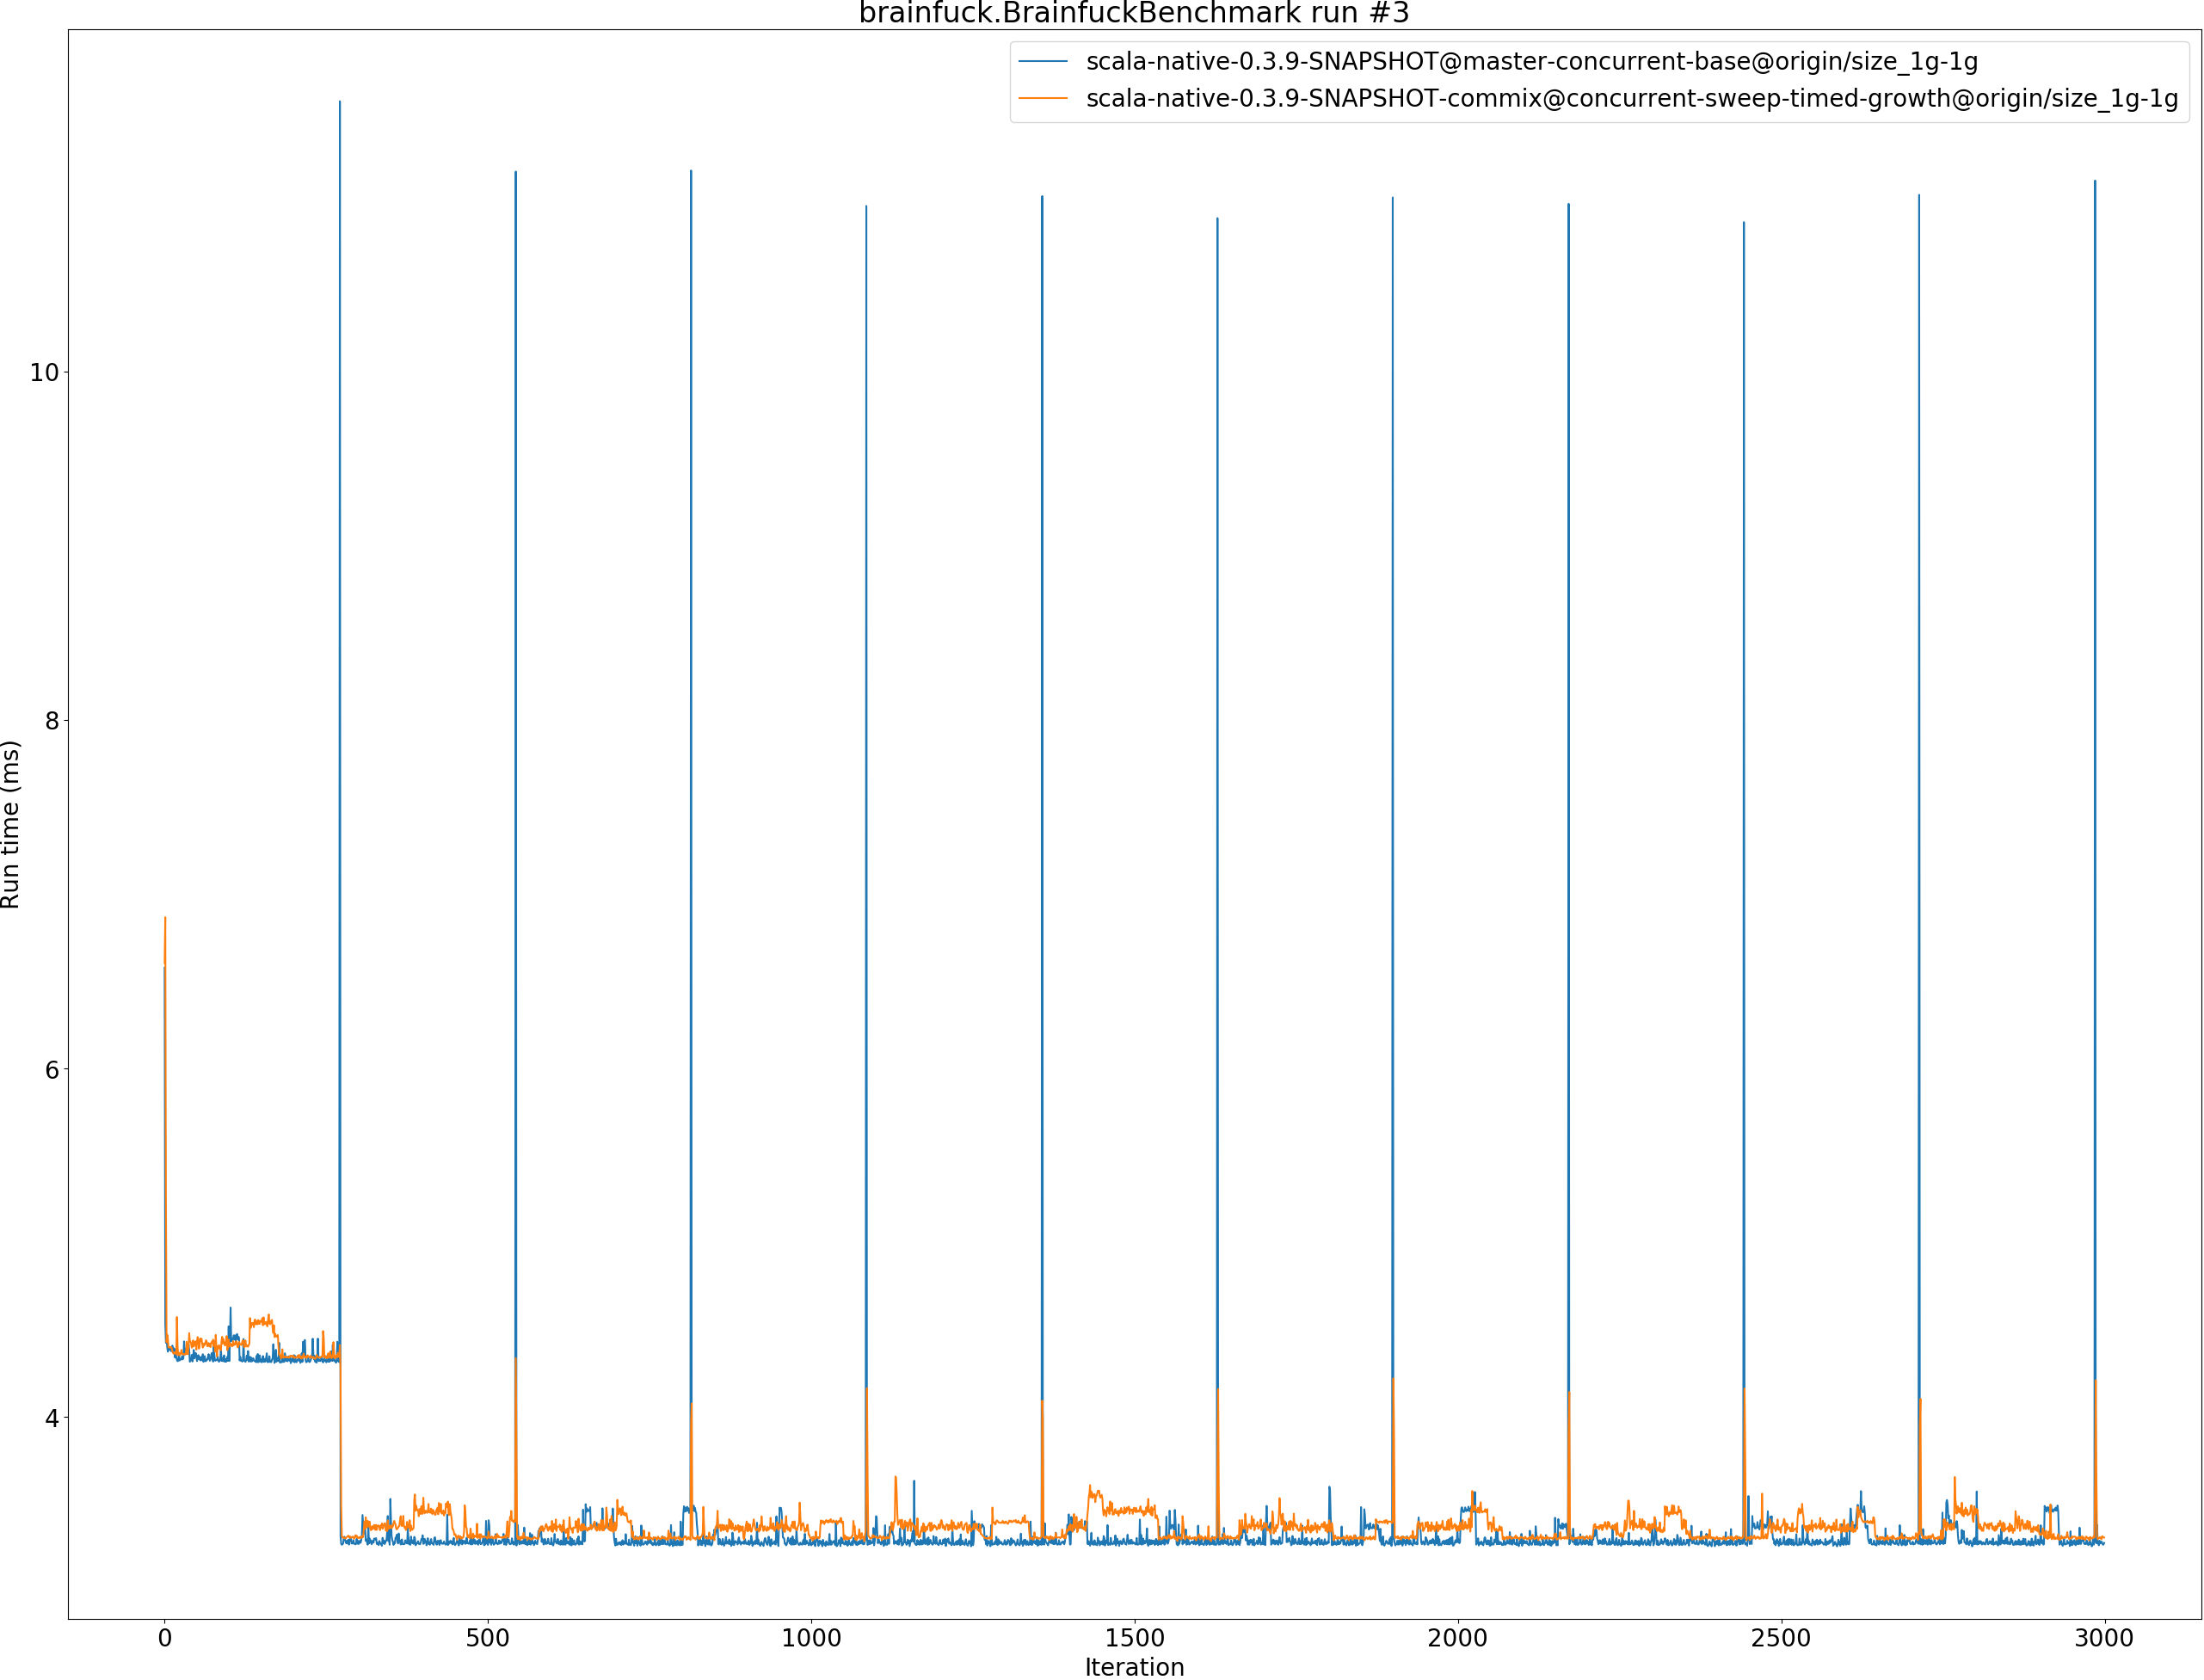 brainfuck.BrainfuckBenchmark run #3
scala-native-0.3.9-SNAPSHOT@master-concurrent-base@origin/size_1g-1g
scala-native-0.3.9-SNAPSHOT-commix@concurrent-sweep-timed-growth@origin/size_1g-1g
10
8
6
4
Run time (ms)
0 500 1000 1500 2000 2500 3000
Iteration